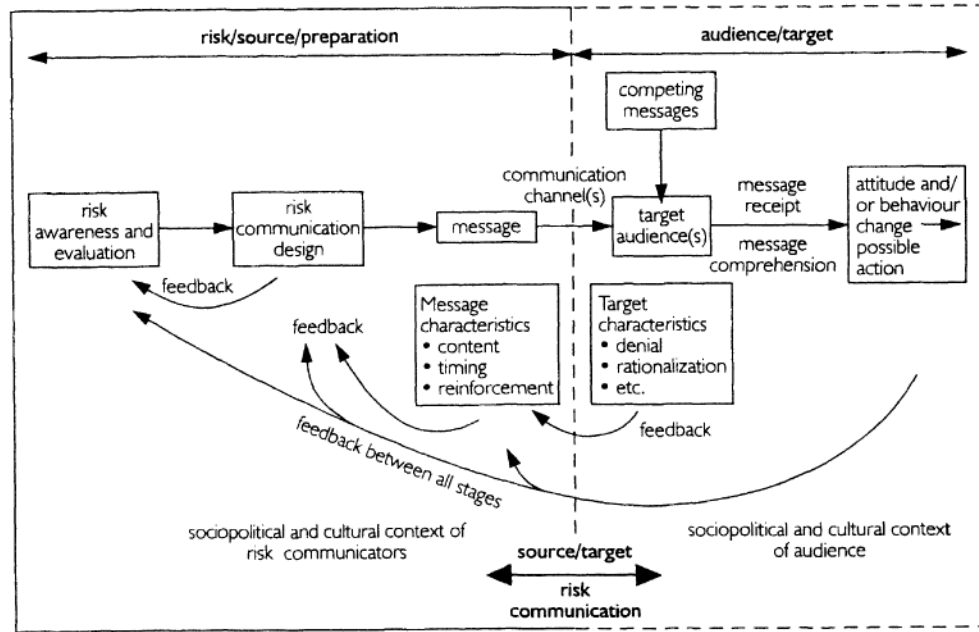 risk/source/preparation
audience/target
competing
messages
communication
channel(s)
message
receipt
risk
awareness and
evaluation
risk
communication
design
message
target
audience(s)
message
comprehension
attitude and/
or behaviour
change
possible
action
feedback
feedback
Message
characteristics
• content
• timing
• reinforcement
Target
characteristics
• denial
• rationalization
• etc.
feedback
feedback between all stages
sociopolitical and cultural context of
risk communicators
sociopolitical and cultural context
of audience
source/target
risk
communication